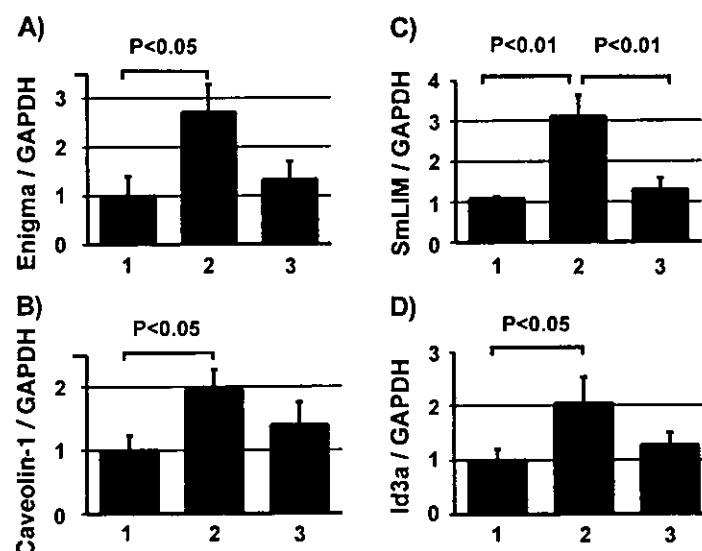 A)
P<0.05
Enigma / GAPDH
3
2
1
0
1 2 3
B)
P<0.05
Caveolin-1 / GAPDH
2
1
0
1 2 3
C)
P<0.01 P<0.01
SmLIM / GAPDH
4
3
2
1
0
1 2 3
D)
P<0.05
Id3a / GAPDH
3
2
1
0
1 2 3